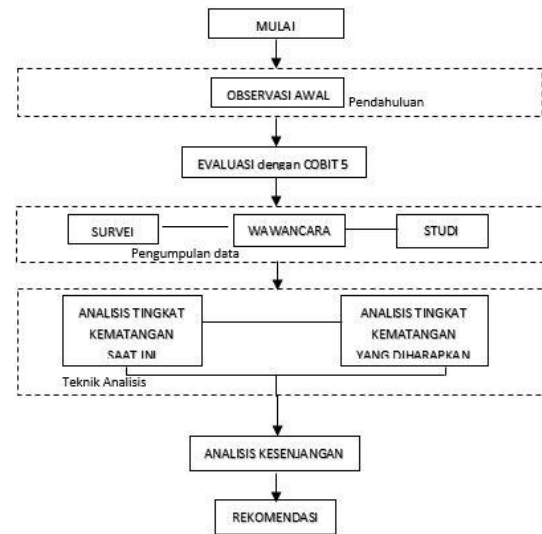 MULAI
OBSERVASI AWAL
Pendahuluan
EVALUASI dengan COBIT 5
SURVEI
WAWANCARA
STUDI
Pengumpulan data
ANALISIS TINGKAT
KEMATANGAN
SAAT INI
ANALISIS TINGKAT
KEMATANGAN
YANG DIHARAPKAN
Teknik Analisis
ANALISIS KESENJANGAN
REKOMENDASI